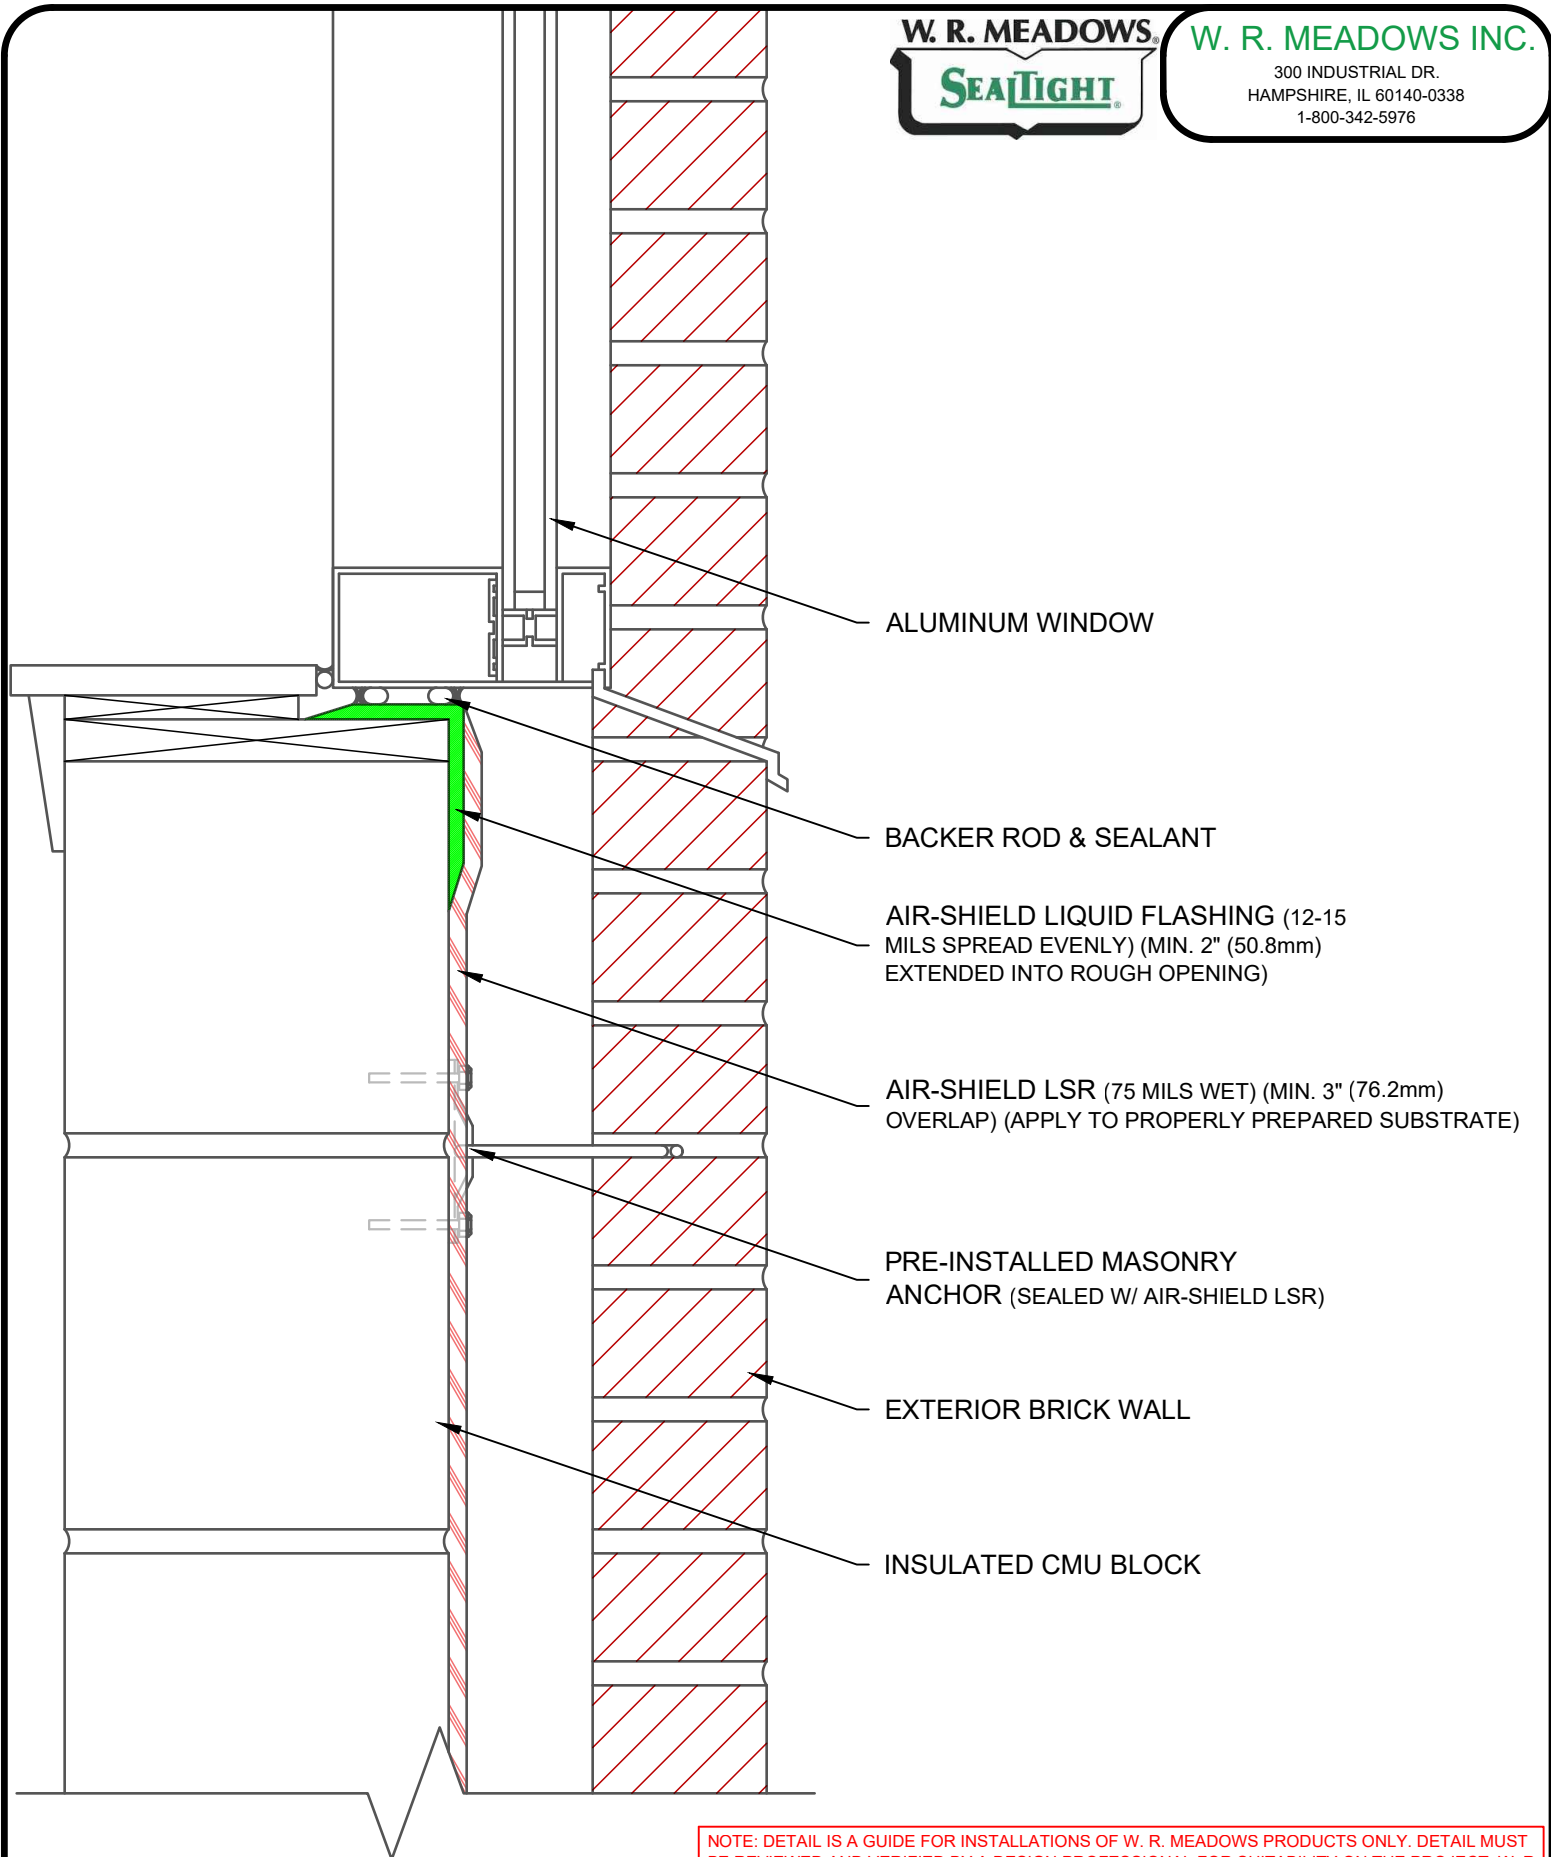 W. R. MEADOWS®
SEALTIGHT®
W. R. MEADOWS INC.
300 INDUSTRIAL DR.
HAMPSHIRE, IL 60140-0338
1-800-342-5976
ALUMINUM WINDOW
BACKER ROD & SEALANT
AIR-SHIELD LIQUID FLASHING (12-15
MILS SPREAD EVENLY) (MIN. 2" (50.8mm)
EXTENDED INTO ROUGH OPENING)
AIR-SHIELD LSR (75 MILS WET) (MIN. 3" (76.2mm)
OVERLAP) (APPLY TO PROPERLY PREPARED SUBSTRATE)
PRE-INSTALLED MASONRY
ANCHOR (SEALED W/ AIR-SHIELD LSR)
EXTERIOR BRICK WALL
INSULATED CMU BLOCK
NOTE: DETAIL IS A GUIDE FOR INSTALLATIONS OF W. R. MEADOWS PRODUCTS ONLY. DETAIL MUST